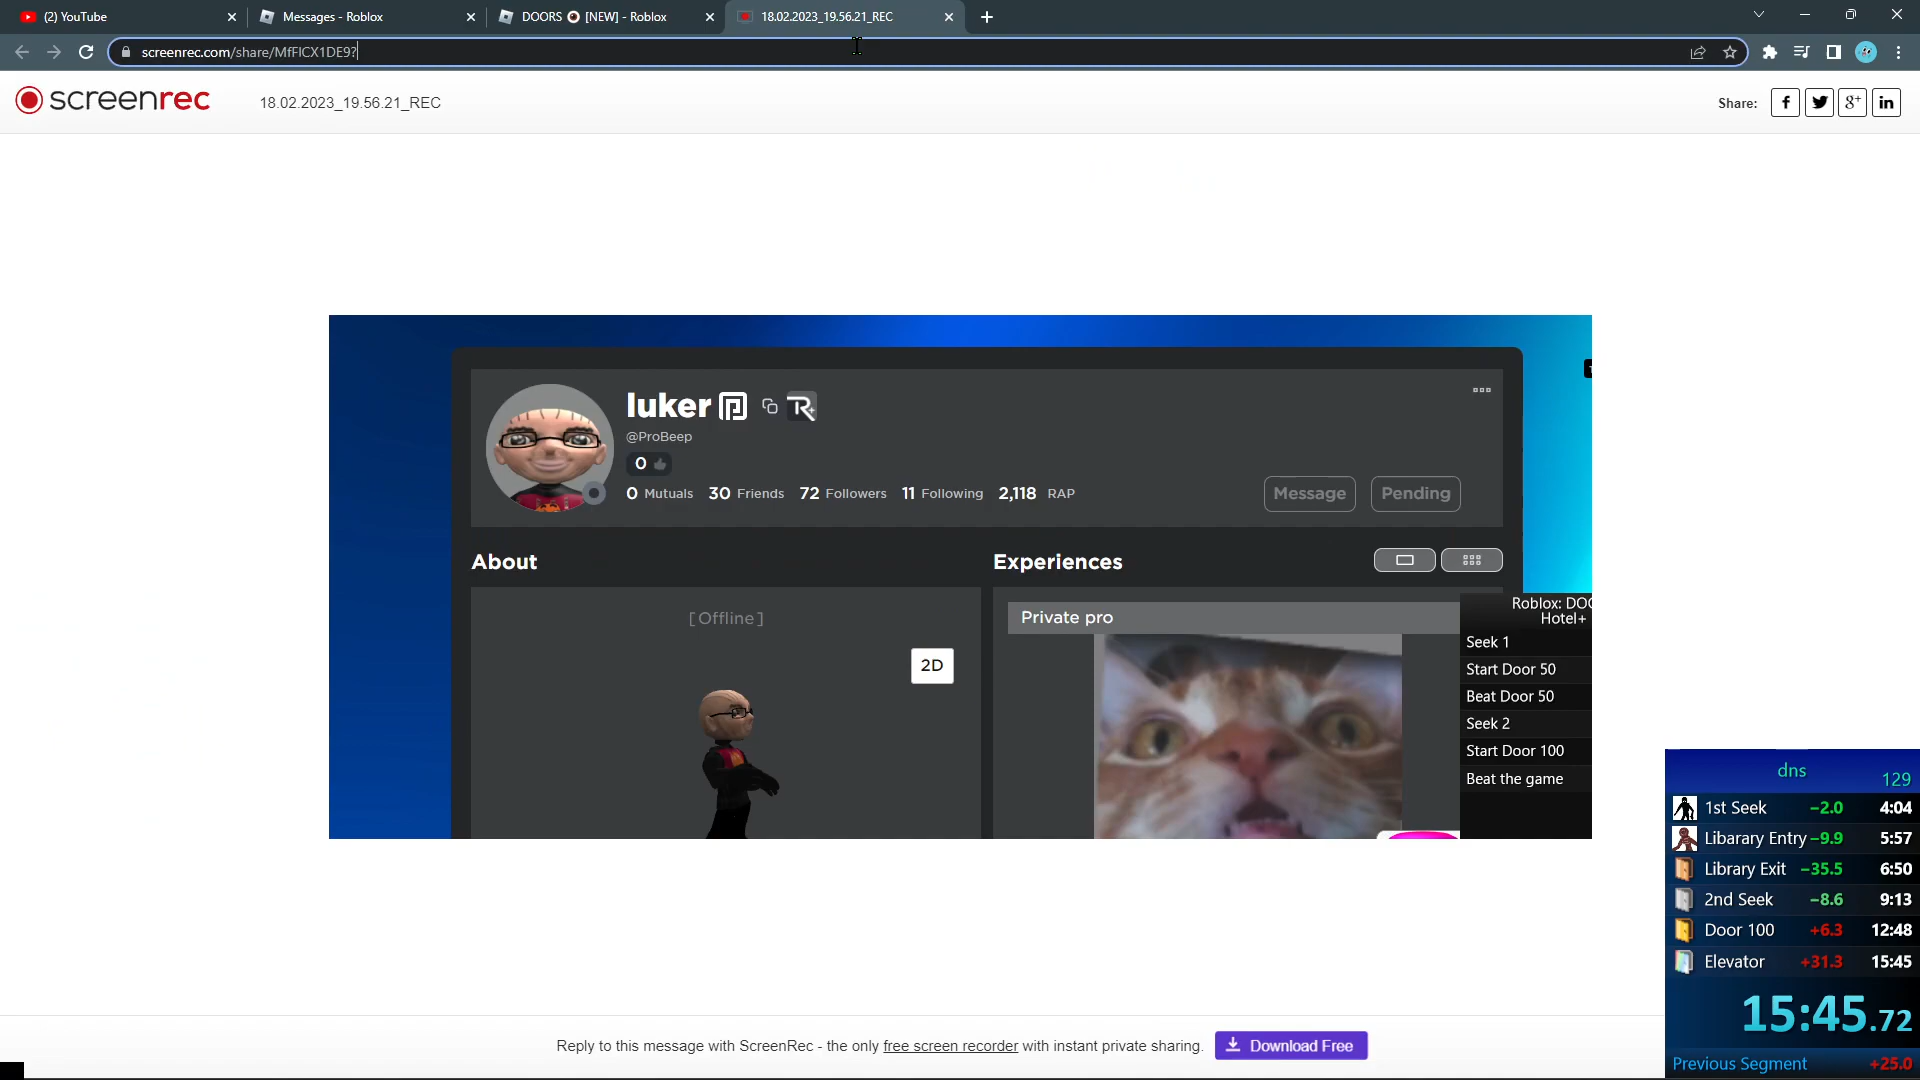 (2) YouTube
Messages - Roblox
DOORS [NEW] - Roblox
18.02.2023_19.56.21_REC
screenrec.com/share/MfFICX1DE9?
screenrec
18.02.2023_19.56.21_REC
Share:
f
g+
in
luker
R+
@ProBeep
0
0 Mutuals 30 Friends 72 Followers 11 Following 2,118 RAP
Message
Pending
About
Experiences
[Offline]
2D
Private pro
Roblox: DOO
Hotel+
Seek 1
Start Door 50
Beat Door 50
Seek 2
Start Door 100
Beat the game
dns
129
1st Seek -2.0 4:04
Libarary Entry -9.9 5:57
Library Exit -35.5 6:50
2nd Seek -8.6 9:13
Door 100 +6.3 12:48
Elevator +31.3 15:45
15:45.72
Previous Segment +25.0
Reply to this message with ScreenRec - the only free screen recorder with instant private sharing.
Download Free